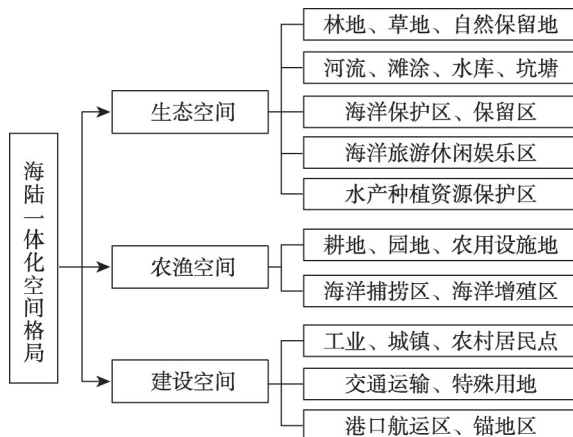 海陆一体化空间格局
生态空间
林地、草地、自然保留地
河流、滩涂、水库、坑塘
海洋保护区、保留区
海洋旅游休闲娱乐区
水产种植资源保护区
农渔空间
耕地、园地、农用设施地
海洋捕捞区、海洋增殖区
建设空间
工业、城镇、农村居民点
交通运输、特殊用地
港口航运区、锚地区